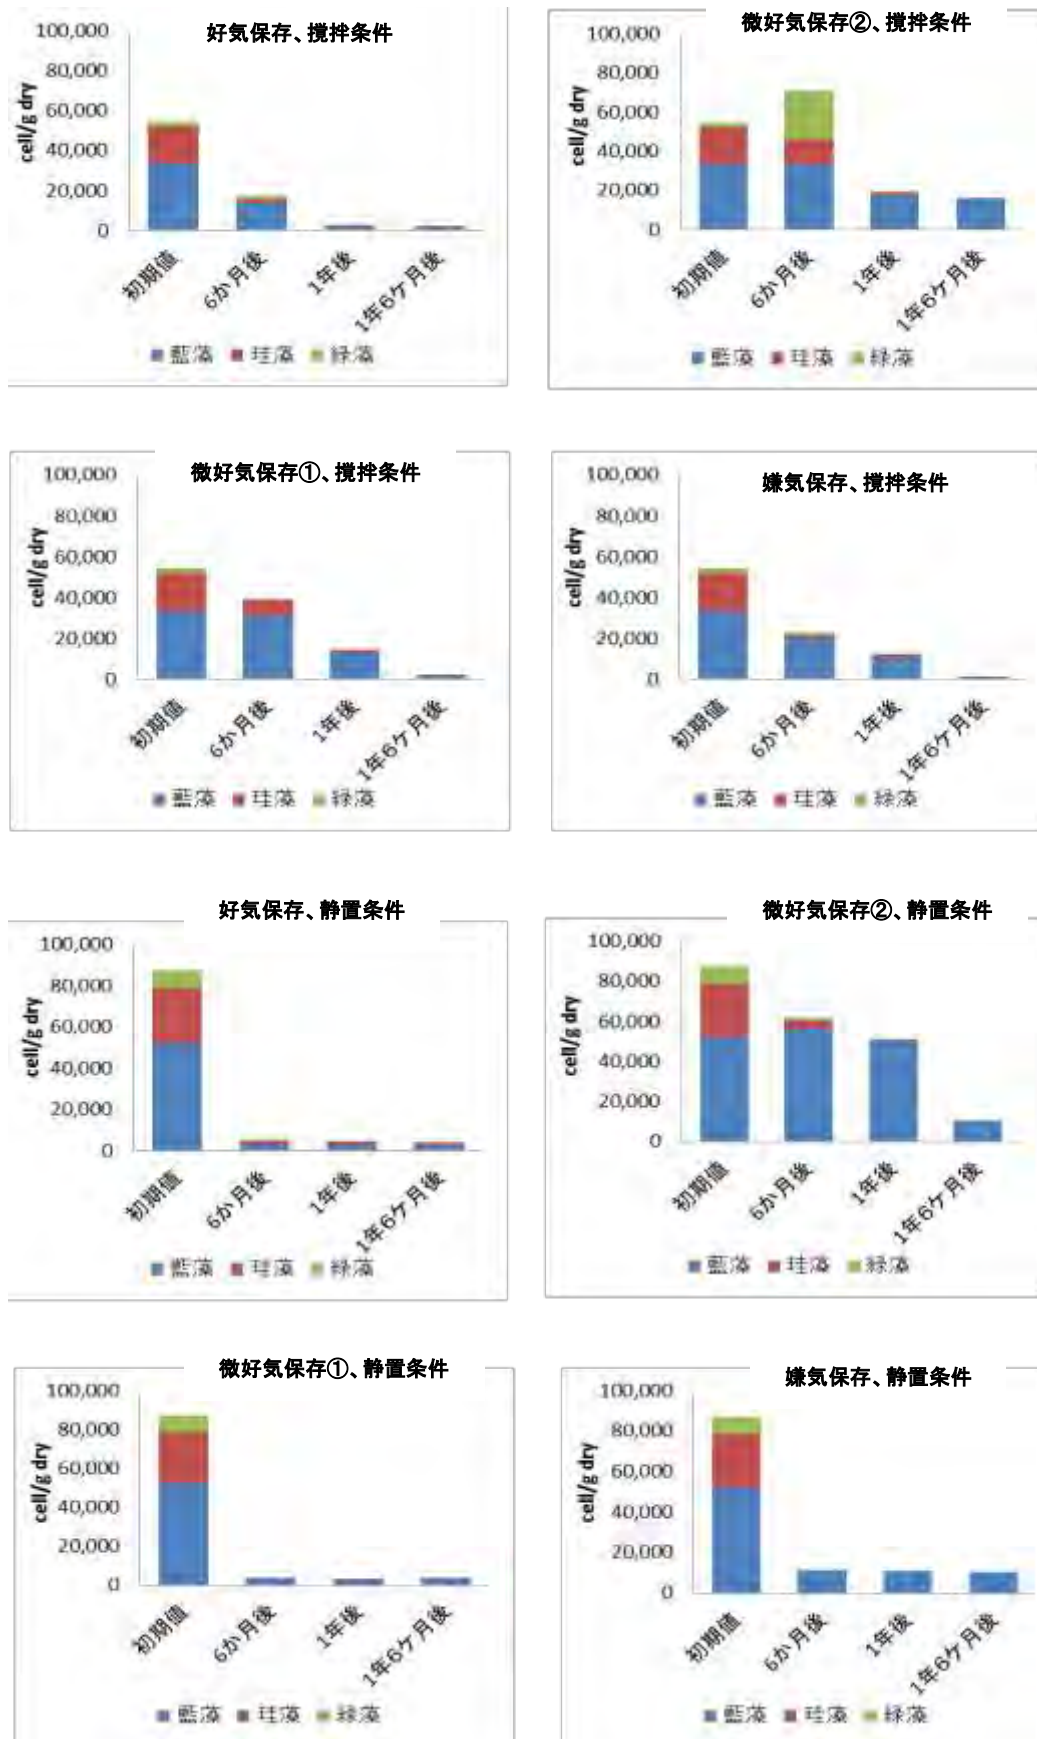 好気保存、撹拌条件
100,000
80,000
60,000
40,000
20,000
0
cell/g dry
初期値
6か月後
1年後
1年6ケ月後
藍藻 珪藻 緑藻
微好気保存②、撹拌条件
100,000
80,000
60,000
40,000
20,000
0
cell/g dry
初期値
6か月後
1年後
1年6ケ月後
藍藻 珪藻 緑藻
微好気保存①、撹拌条件
100,000
80,000
60,000
40,000
20,000
0
cell/g dry
初期値
6か月後
1年後
1年6ケ月後
藍藻 珪藻 緑藻
嫌気保存、撹拌条件
100,000
80,000
60,000
40,000
20,000
0
cell/g dry
初期値
6か月後
1年後
1年6ケ月後
藍藻 珪藻 緑藻
好気保存、静置条件
100,000
80,000
60,000
40,000
20,000
0
cell/g dry
初期値
6か月後
1年後
1年6ケ月後
藍藻 珪藻 緑藻
微好気保存②、静置条件
100,000
80,000
60,000
40,000
20,000
0
cell/g dry
初期値
6か月後
1年後
1年6ケ月後
藍藻 珪藻 緑藻
微好気保存①、静置条件
100,000
80,000
60,000
40,000
20,000
0
cell/g dry
初期値
6か月後
1年後
1年6ケ月後
藍藻 珪藻 緑藻
嫌気保存、静置条件
100,000
80,000
60,000
40,000
20,000
0
cell/g dry
初期値
6か月後
1年後
1年6ケ月後
藍藻 珪藻 緑藻